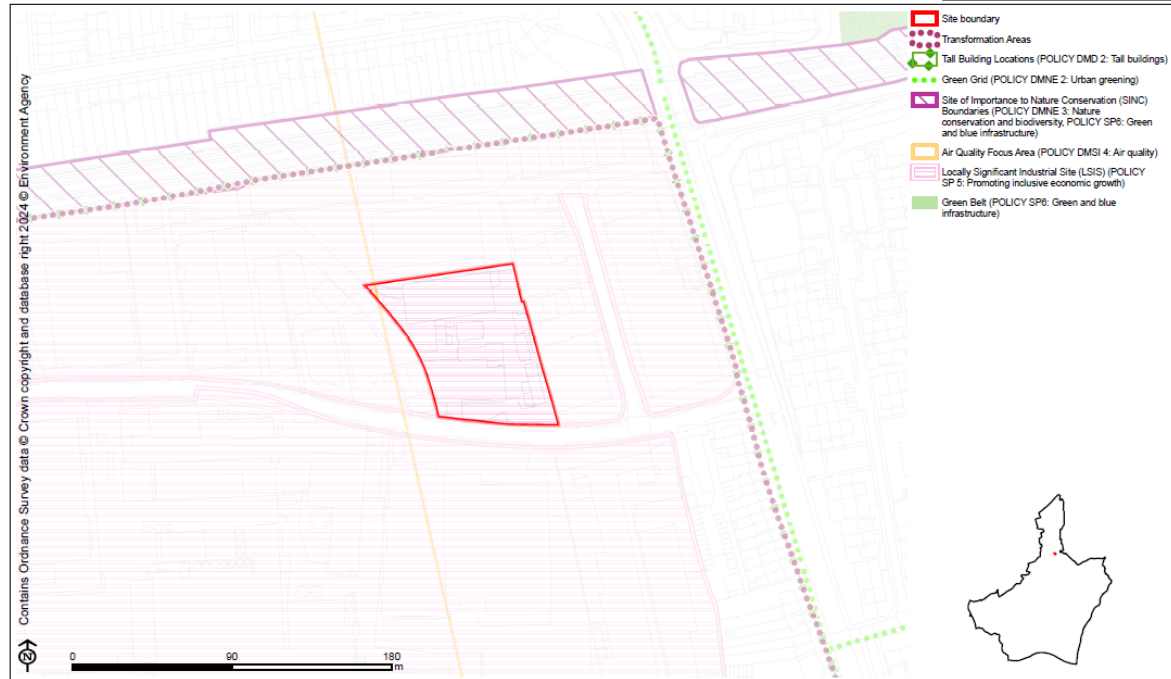 Contains Ordnance Survey data © Crown copyright and database right 2024 © Environment Agency
Site boundary
Transformation Areas
Tall Building Locations (POLICY DMD 2: Tall buildings)
Green Grid (POLICY DMNE 2: Urban greening)
Site of Importance to Nature Conservation (SINC)
Boundaries (POLICY DMNE 3: Nature
conservation and biodiversity, POLICY SP6: Green
and blue infrastructure)
Air Quality Focus Area (POLICY DMSI 4: Air quality)
Locally Significant Industrial Site (LSIS) (POLICY
SP 5: Promoting inclusive economic growth)
Green Belt (POLICY SP6: Green and blue
infrastructure)
N
0 90 180
m